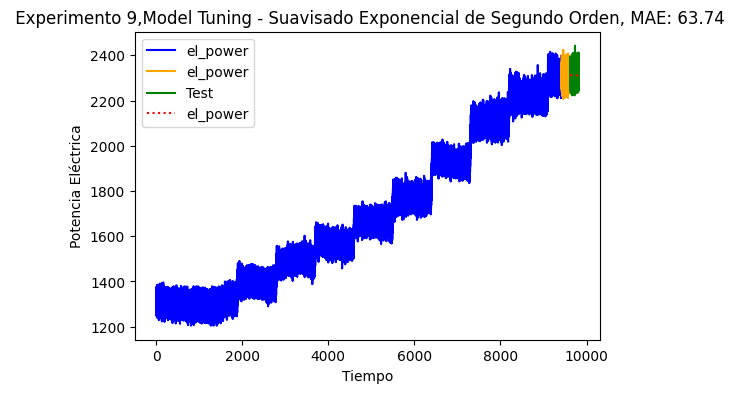 Experimento 9,Model Tuning - Suavisado Exponencial de Segundo Orden, MAE: 63.74
el_power
el_power
Test
el_power
Potencia Eléctrica
2400
2200
2000
1800
1600
1400
1200
0
2000
4000
6000
8000
10000
Tiempo